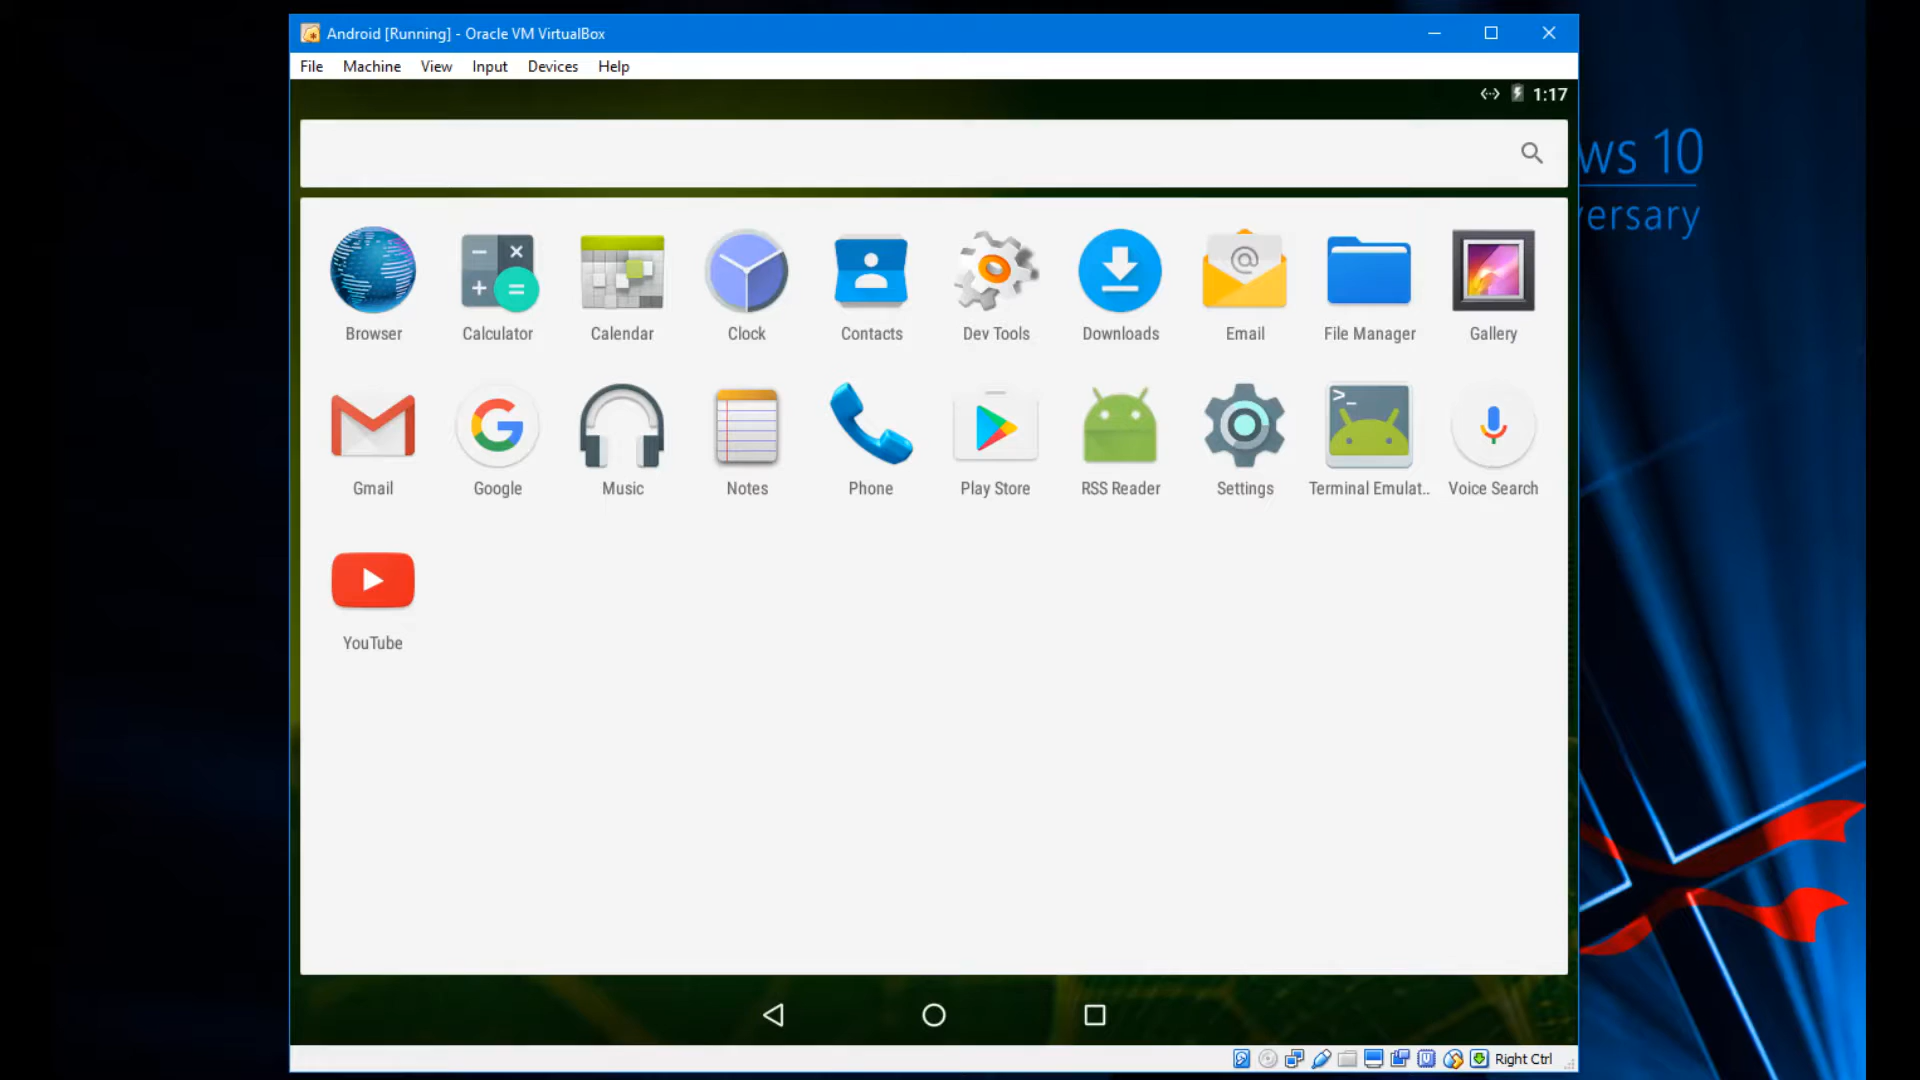 Android [Running] - Oracle VM VirtualBox
File Machine View Input Devices Help
1:17
ws 10
versary
Browser Calculator Calendar Clock Contacts Dev Tools Downloads Email File Manager Gallery
Gmail Google Music Notes Phone Play Store RSS Reader Settings Terminal Emulat.. Voice Search
YouTube
Right Ctrl